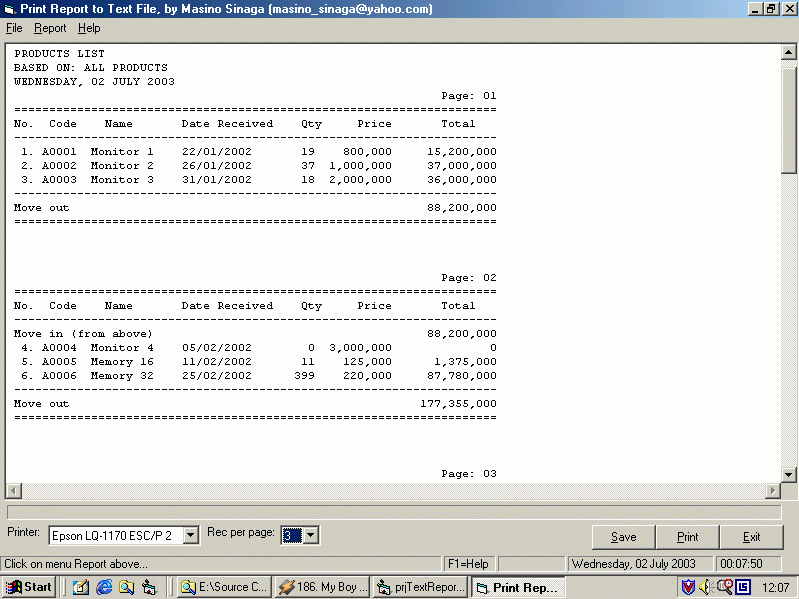 Print Report to Text File, by Masino Sinaga (masino_sinaga@yahoo.com)
File Report Help
PRODUCTS LIST
BASED ON: ALL PRODUCTS
WEDNESDAY, 02 JULY 2003
Page: 01
No. Code Name Date Received Qty Price Total
1. A0001 Monitor 1 22/01/2002 19 800,000 15,200,000
2. A0002 Monitor 2 26/01/2002 37 1,000,000 37,000,000
3. A0003 Monitor 3 31/01/2002 18 2,000,000 36,000,000
Move out 88,200,000
Page: 02
No. Code Name Date Received Qty Price Total
Move in (from above) 88,200,000
4. A0004 Monitor 4 05/02/2002 0 3,000,000 0
5. A0005 Memory 16 11/02/2002 11 125,000 1,375,000
6. A0006 Memory 32 25/02/2002 399 220,000 87,780,000
Move out 177,355,000
Page: 03
Printer: Epson LQ-1170 ESC/P 2 Rec per page: 3 Save Print Exit
Click on menu Report above... F1=Help Wednesday, 02 July 2003 00:07:50
Start E:\Source C... 186. My Boy ... prjTextRepor... Print Rep... 12:07